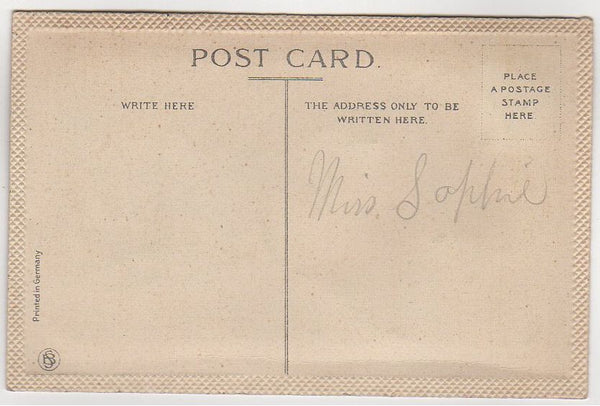 POST CARD.
PLACE
A POSTAGE
STAMP
HERE
WRITE HERE
THE ADDRESS ONLY TO BE
WRITTEN HERE.
Miss. Sophie
Printed in Germany